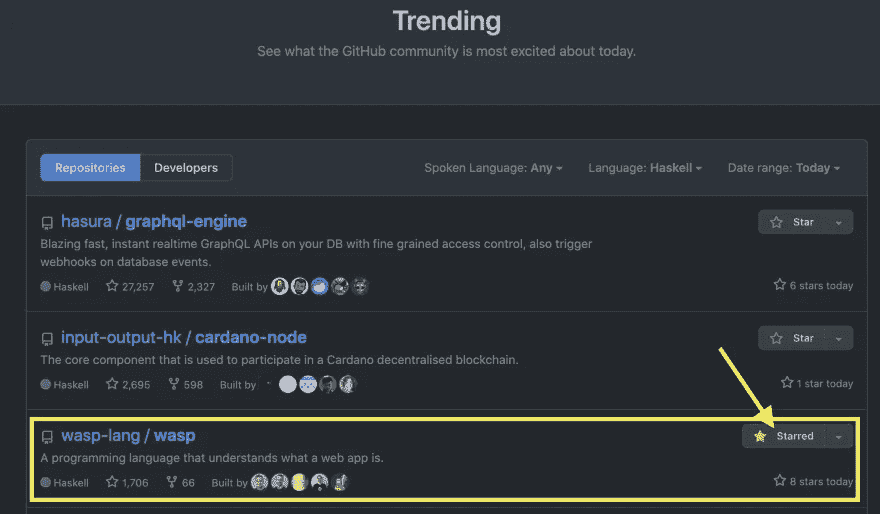 Trending
See what the GitHub community is most excited about today.
Repositories Developers Spoken Language: Any Language: Haskell Date range: Today
hasura / graphql-engine Star
Blazing fast, instant realtime GraphQL APIs on your DB with fine grained access control, also trigger
webhooks on database events.
Haskell 27,257 2,327 Built by 6 stars today
input-output-hk / cardano-node Star
The core component that is used to participate in a Cardano decentralised blockchain.
Haskell 2,695 598 Built by 1 star today
wasp-lang / wasp Starred
A programming language that understands what a web app is.
Haskell 1,706 66 Built by 8 stars today